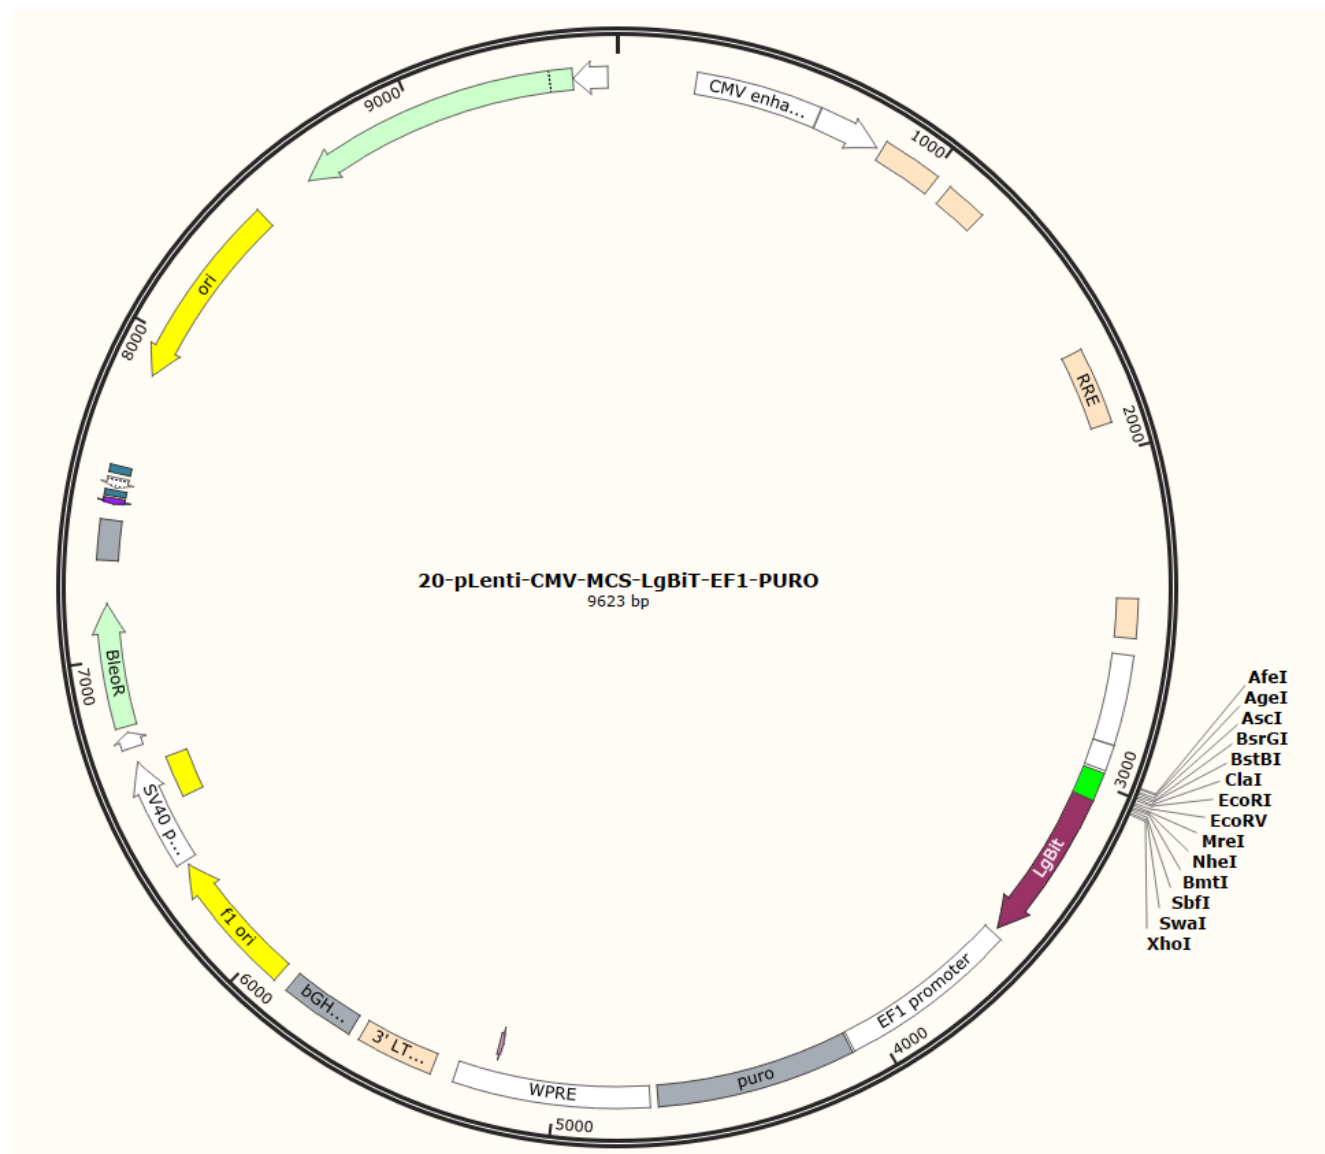 9000
CMV enha...
1000
RRE
2000
ori
8000
20-pLenti-CMV-MCS-LgBiT-EF1-PURO
9623 bp
AfeI
AgeI
AscI
BsrGI
BstBI
ClaI
EcoRI
EcoRV
MreI
NheI
BmtI
SbfI
SwaI
XhoI
3000
LgBit
EF1 promoter
4000
puro
WPRE
5000
3' LT...
bGH...
6000
f1 ori
SV40 p...
BleoR
7000